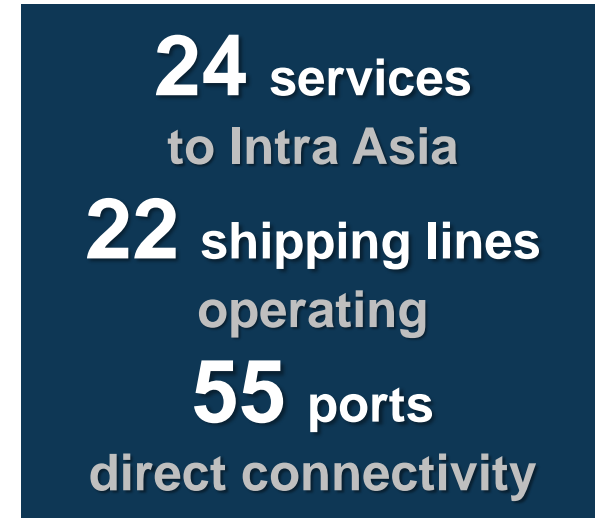 24 services
to Intra Asia
22 shipping lines
operating
55 ports
direct connectivity